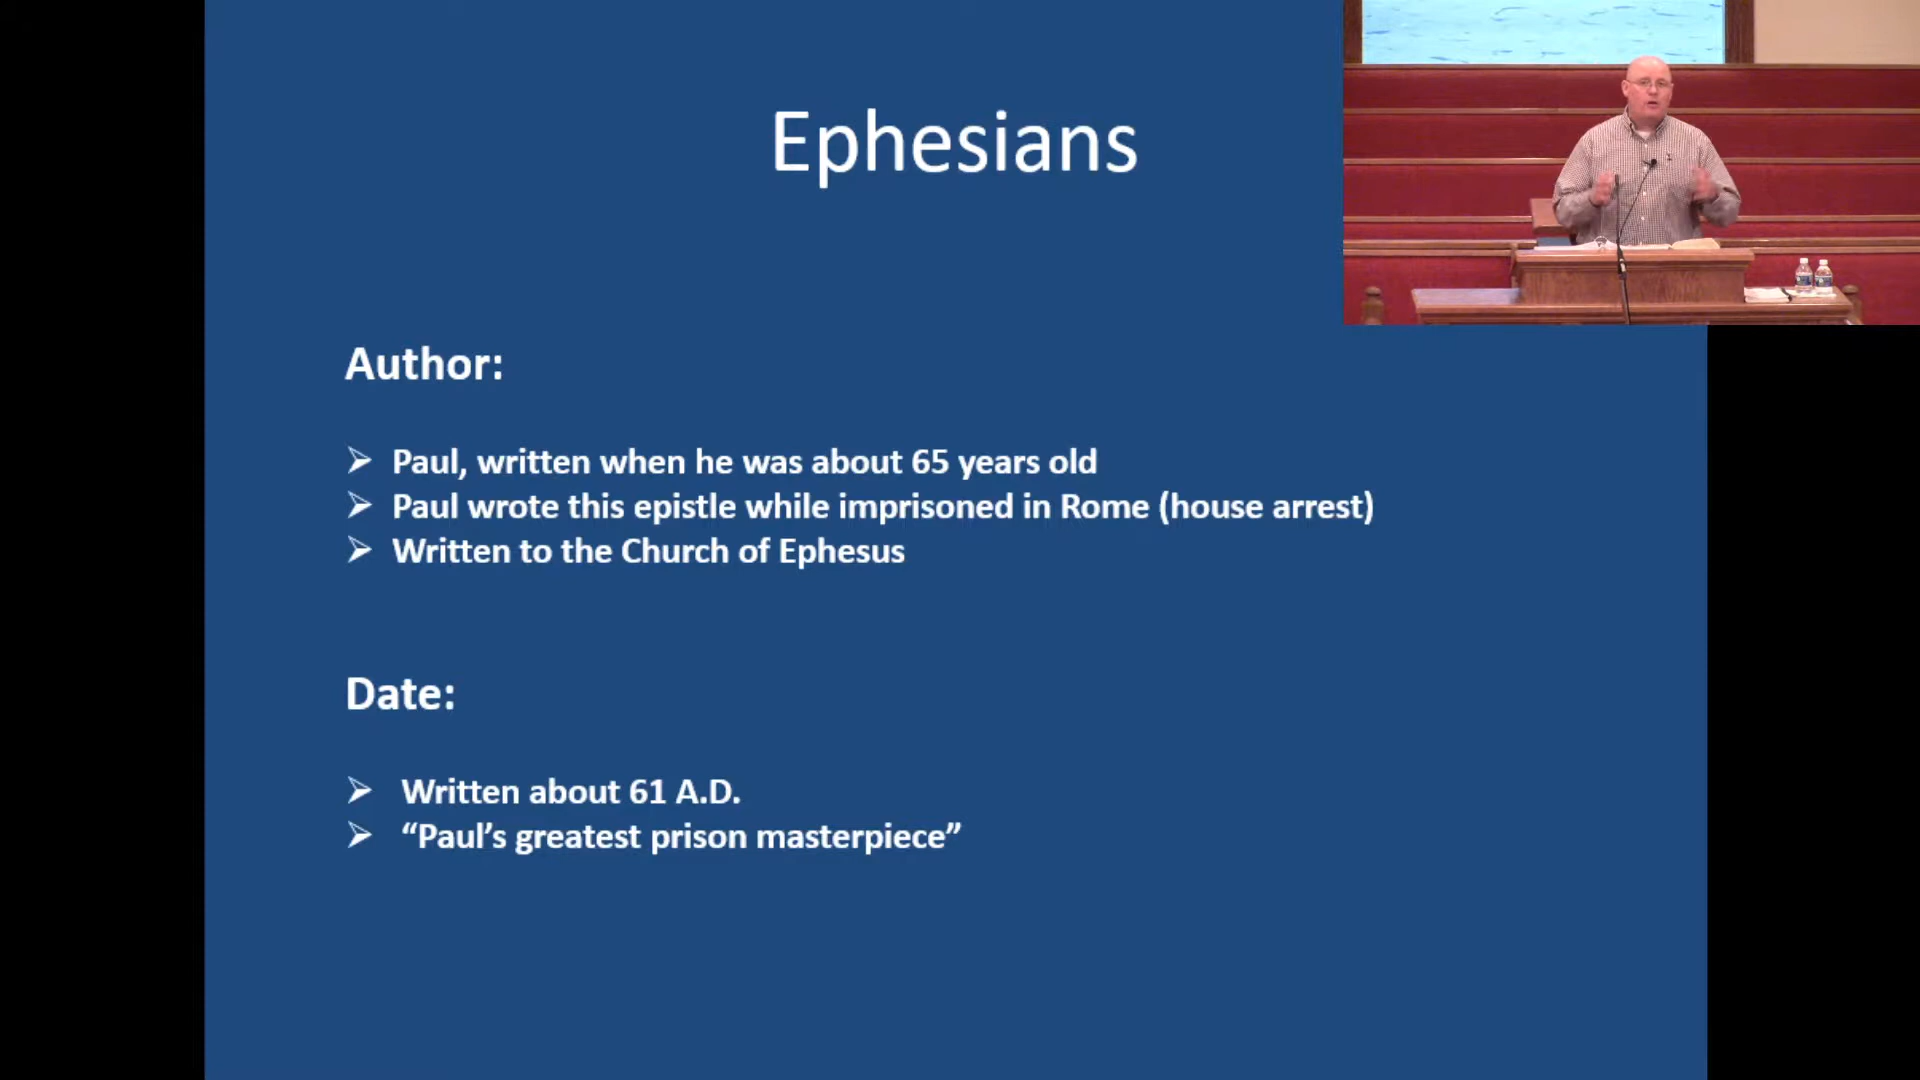 Ephesians
Author:
➢ Paul, written when he was about 65 years old
➢ Paul wrote this epistle while imprisoned in Rome (house arrest)
➢ Written to the Church of Ephesus
Date:
➢ Written about 61 A.D.
➢ “Paul’s greatest prison masterpiece”